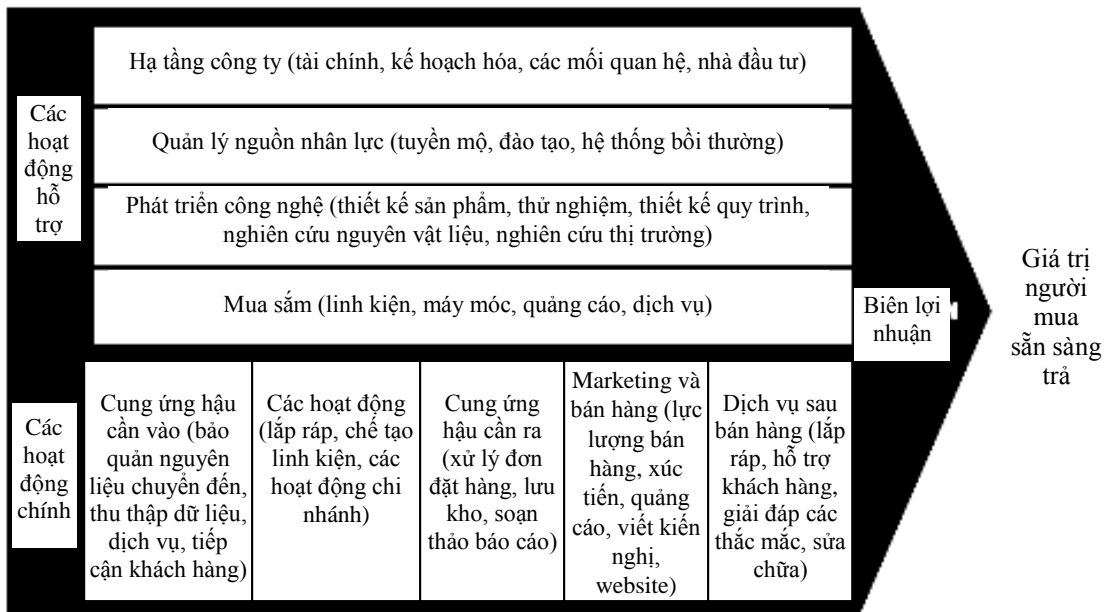 Hạ tầng công ty (tài chính, kế hoạch hóa, các mối quan hệ, nhà đầu tư)
Các
hoạt
động
hỗ
trợ
Quản lý nguồn nhân lực (tuyền mộ, đào tạo, hệ thống bồi thường)
Phát triển công nghệ (thiết kế sản phẩm, thử nghiệm, thiết kế quy trình,
nghiên cứu nguyên vật liệu, nghiên cứu thị trường)
Mua sắm (linh kiện, máy móc, quảng cáo, dịch vụ)
Biên lợi
nhuận
Giá trị
người
mua
sẵn sàng
trả
Các
hoạt
động
chính
Cung ứng hậu
cần vào (bảo
quản nguyên
liệu chuyển đến,
thu thập dữ liệu,
dịch vụ, tiếp
cận khách hàng)
Các hoạt động
(lắp ráp, chế tạo
linh kiện, các
hoạt động chi
nhánh)
Cung ứng
hậu cần ra
(xử lý đơn
đặt hàng, lưu
kho, soạn
thảo báo cáo)
Marketing và
bán hàng (lực
lượng bán
hàng, xúc
tiến, quảng
cáo, viết kiến
nghị,
website)
Dịch vụ sau
bán hàng (lắp
ráp, hỗ trợ
khách hàng,
giải đáp các
thắc mắc, sửa
chữa)